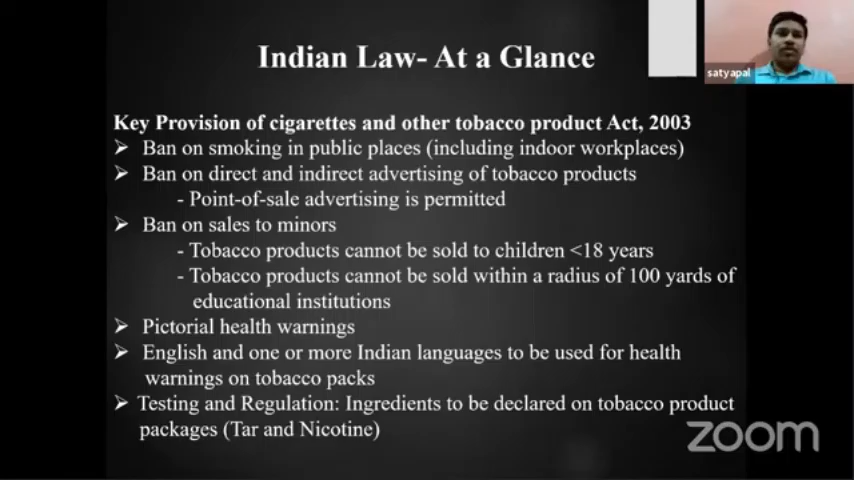 Indian Law- At a Glance
satyapal
Key Provision of cigarettes and other tobacco product Act, 2003
➢ Ban on smoking in public places (including indoor workplaces)
➢ Ban on direct and indirect advertising of tobacco products
- Point-of-sale advertising is permitted
➢ Ban on sales to minors
- Tobacco products cannot be sold to children <18 years
- Tobacco products cannot be sold within a radius of 100 yards of
educational institutions
➢ Pictorial health warnings
➢ English and one or more Indian languages to be used for health
warnings on tobacco packs
➢ Testing and Regulation: Ingredients to be declared on tobacco product
packages (Tar and Nicotine)
zoom